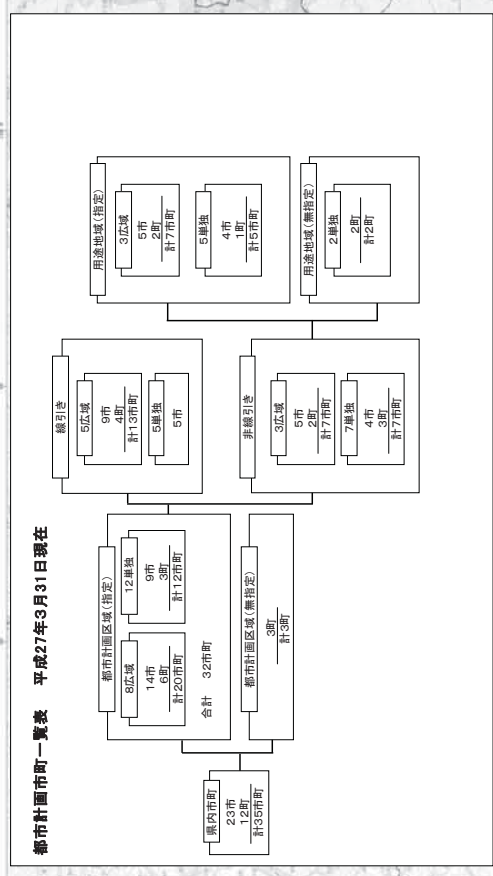 都市計画市町一覧表　平成27年3月31日現在
県内市町
23市
12町
計35市町
都市計画区域(指定)
8広域
14市
6町
計20市町
12単独
9市
3町
計12市町
合計　32市町
都市計画区域(無指定)
3町
計3町
線引き
5広域
9市
4町
計13市町
5単独
5市
非線引き
3広域
5市
2町
計7市町
7単独
4市
3町
計7市町
用途地域(指定)
3広域
5市
2町
計7市町
5単独
4市
1町
計5市町
用途地域(無指定)
2単独
2町
計2町